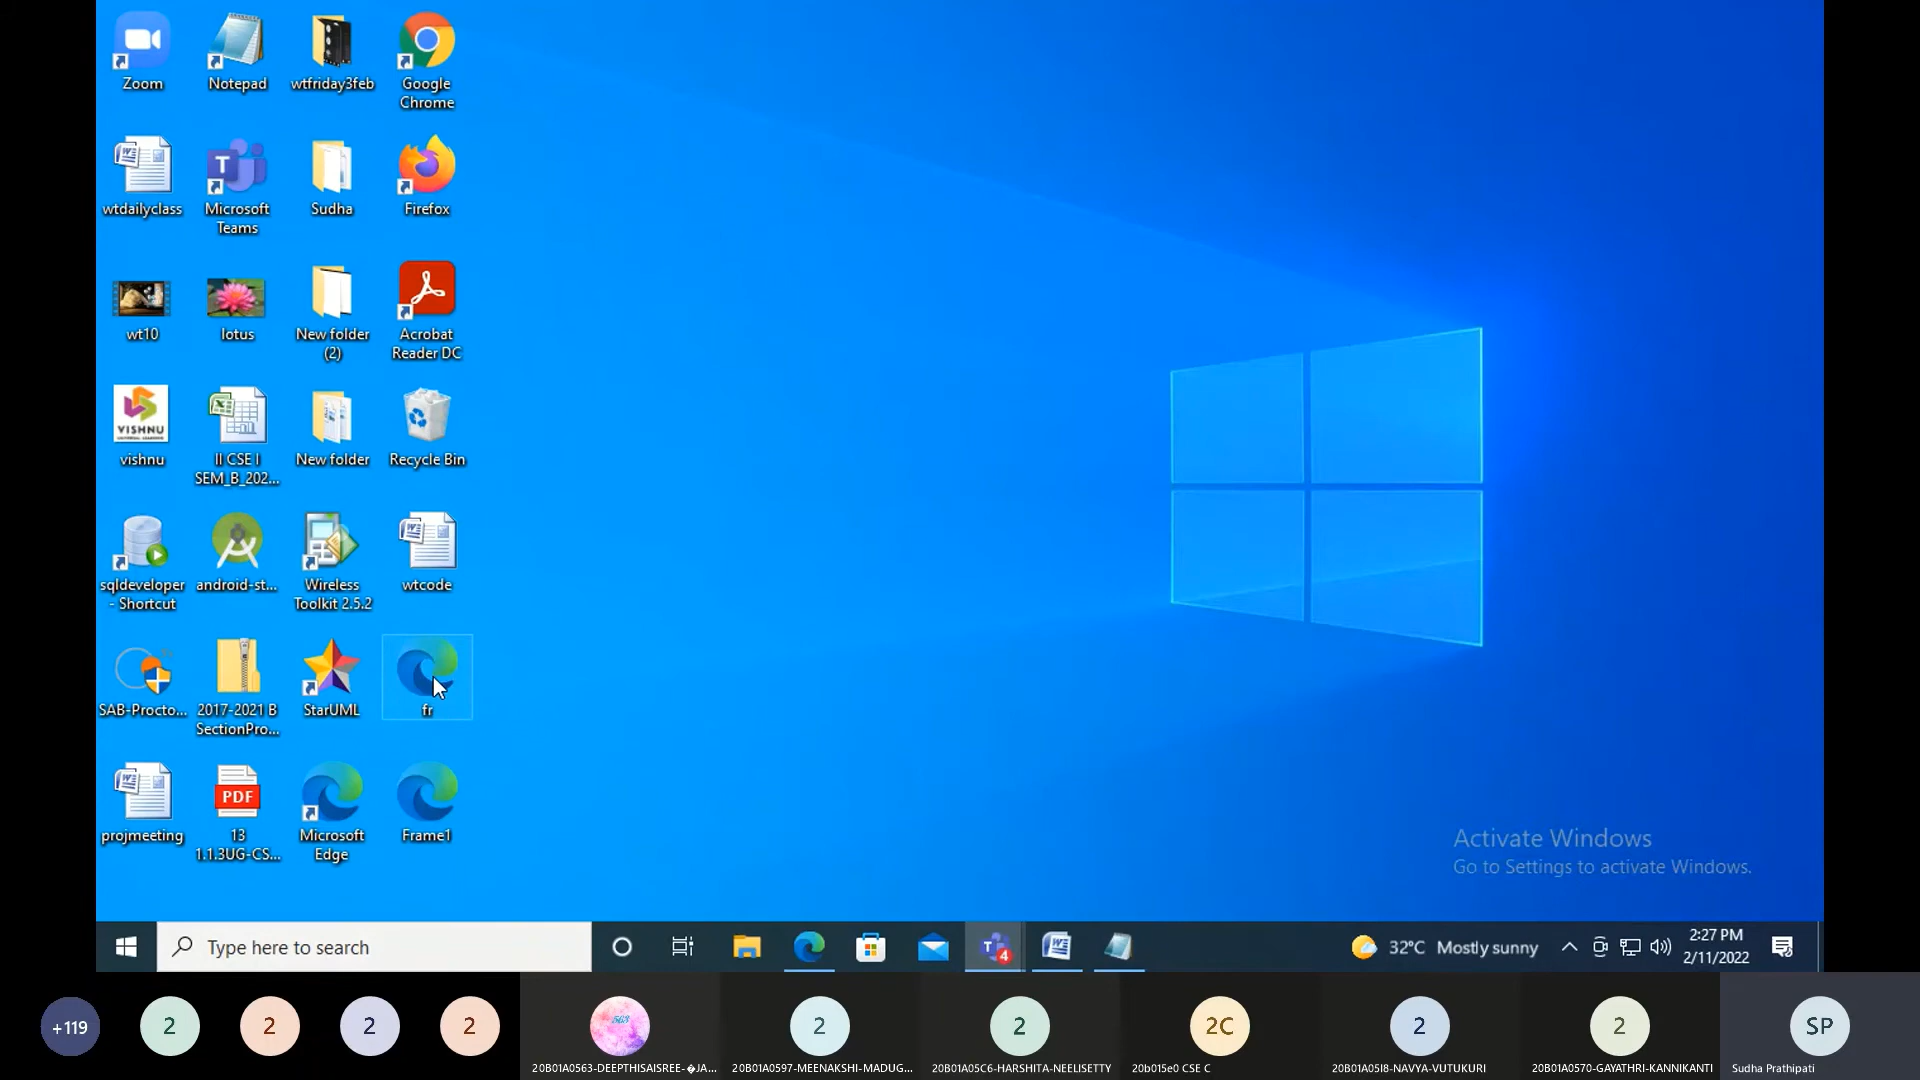 Zoom
Notepad
wtfriday3feb
Google
Chrome
wtdailyclass
Microsoft
Teams
Sudha
Firefox
wt10
lotus
New folder
(2)
Acrobat
Reader DC
VISHNU
vishnu
II CSE I
SEM_B_202...
New folder
Recycle Bin
sqldeveloper
- Shortcut
android-st...
Wireless
Toolkit 2.5.2
wtcode
SAB-Procto...
2017-2021 B
SectionPro...
StarUML
fr
projmeeting
PDF
13
1.1.3UG-CS...
Microsoft
Edge
Frame1
Activate Windows
Go to Settings to activate Windows.
Type here to search
T
4
32°C Mostly sunny
2:27 PM
2/11/2022
+119
2
2
2
2
563
2
2
2C
2
2
SP
20B01A0563-DEEPTHISAISREE-�JA...
20B01A0597-MEENAKSHI-MADUG...
20B01A05C6-HARSHITA-NEELISETTY
20b015e0 CSE C
20B01A05I8-NAVYA-VUTUKURI
20B01A0570-GAYATHRI-KANNIKANTI
Sudha Prathipati